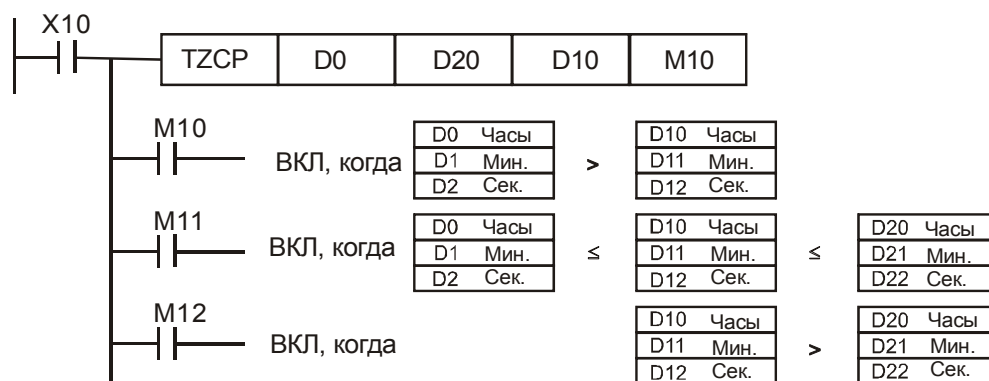 X10
TZCP D0 D20 D10 M10
M10
ВКЛ, когда
D0 Часы
D1 Мин.
D2 Сек.
>
D10 Часы
D11 Мин.
D12 Сек.
M11
ВКЛ, когда
D0 Часы
D1 Мин.
D2 Сек.
≤
D10 Часы
D11 Мин.
D12 Сек.
≤
D20 Часы
D21 Мин.
D22 Сек.
M12
ВКЛ, когда
D10 Часы
D11 Мин.
D12 Сек.
>
D20 Часы
D21 Мин.
D22 Сек.